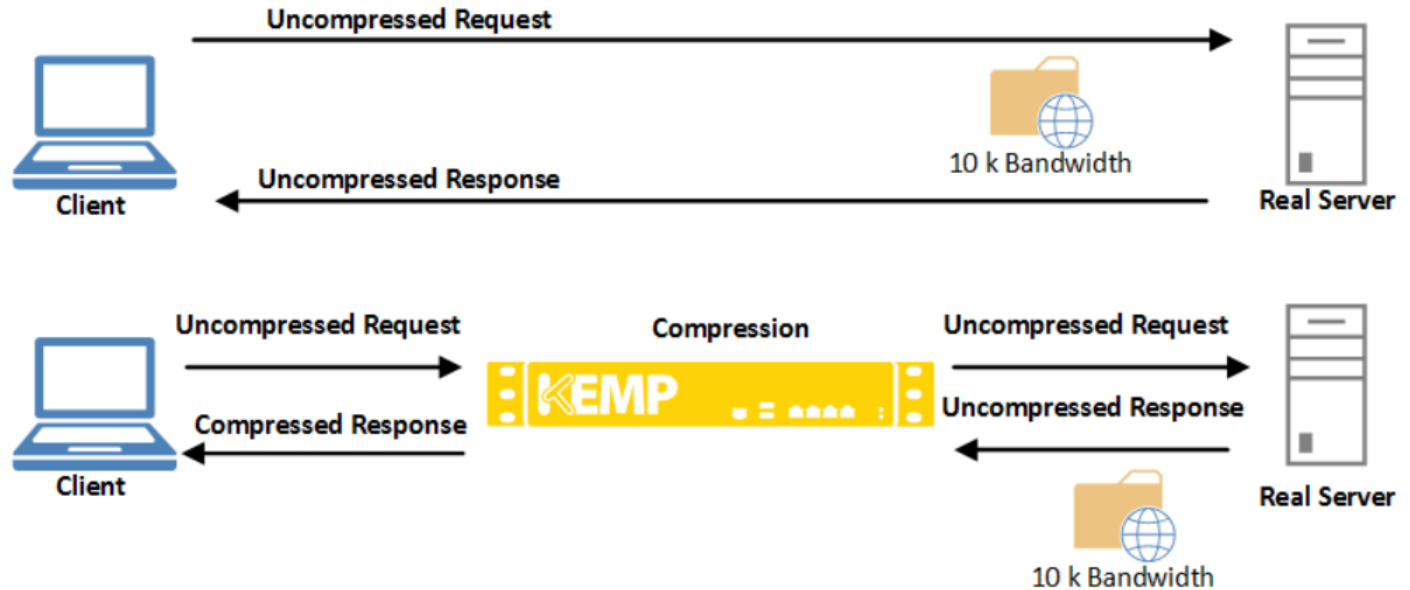 Uncompressed Request
10 k Bandwidth
Uncompressed Response
Client
Real Server
Uncompressed Request
Compression
Uncompressed Request
KEMP
Compressed Response
Uncompressed Response
Client
Real Server
10 k Bandwidth